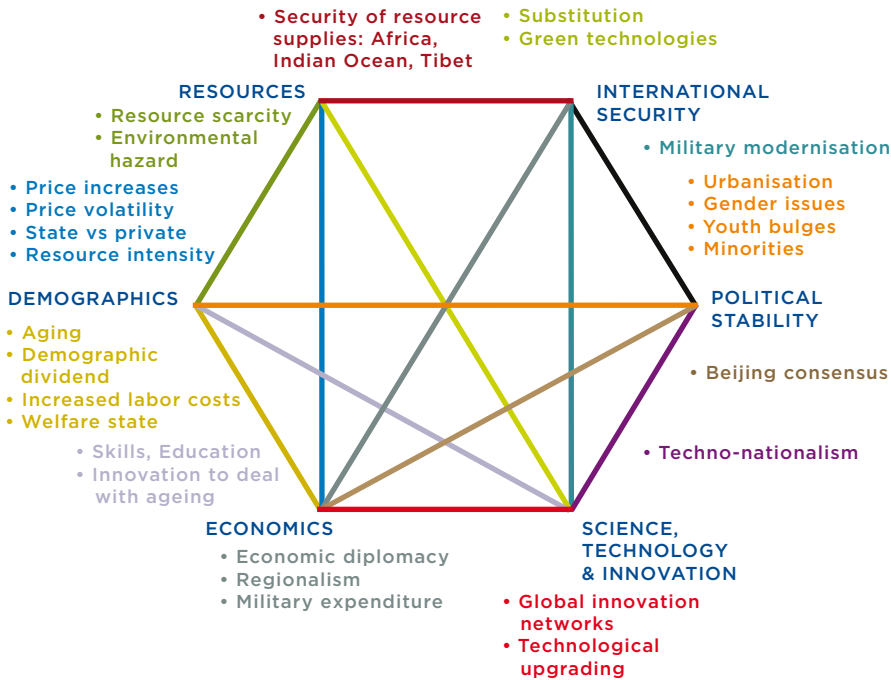 • Security of resource
supplies: Africa,
Indian Ocean, Tibet
• Substitution
• Green technologies
RESOURCES
INTERNATIONAL
SECURITY
• Resource scarcity
• Environmental
hazard
• Military modernisation
• Price increases
• Price volatility
• State vs private
• Resource intensity
• Urbanisation
• Gender issues
• Youth bulges
• Minorities
DEMOGRAPHICS
POLITICAL
STABILITY
• Aging
• Demographic
dividend
• Increased labor costs
• Welfare state
• Beijing consensus
• Skills, Education
• Innovation to deal
with ageing
• Techno-nationalism
ECONOMICS
SCIENCE,
TECHNOLOGY
& INNOVATION
• Economic diplomacy
• Regionalism
• Military expenditure
• Global innovation
networks
• Technological
upgrading